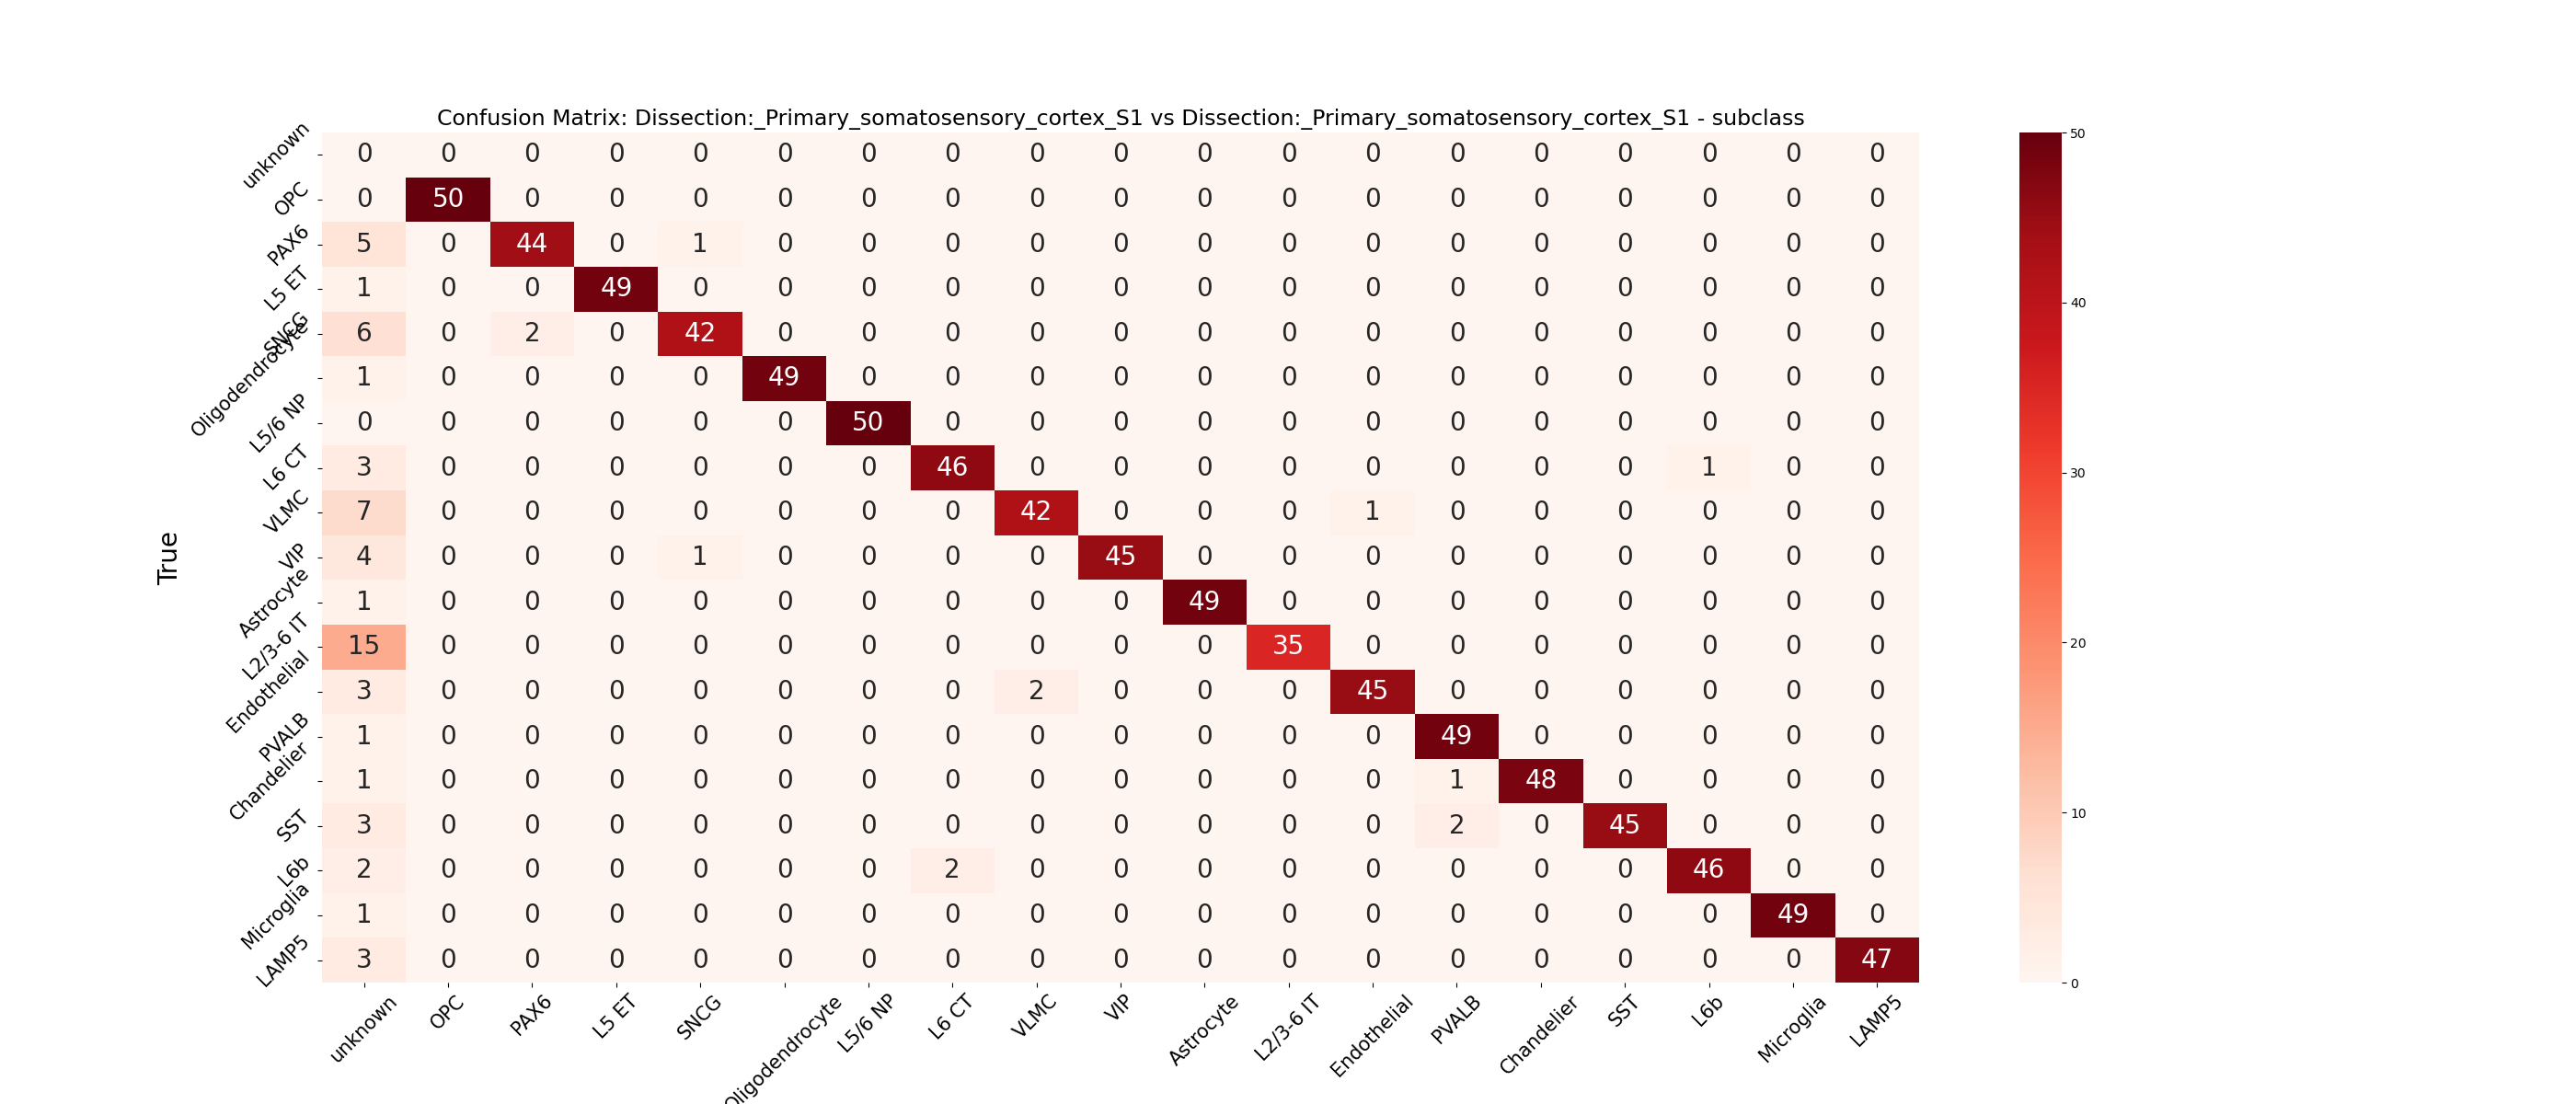 Confusion Matrix: Dissection:_Primary_somatosensory_cortex_S1 vs Dissection:_Primary_somatosensory_cortex_S1 - subclass
True
unknown 0 0 0 0 0 0 0 0 0 0 0 0 0 0 0 0 0 0 0
OPC 0 50 0 0 0 0 0 0 0 0 0 0 0 0 0 0 0 0 0
PAX6 5 0 44 0 1 0 0 0 0 0 0 0 0 0 0 0 0 0 0
L5 ET 1 0 0 49 0 0 0 0 0 0 0 0 0 0 0 0 0 0 0
SNCG 6 0 2 0 42 0 0 0 0 0 0 0 0 0 0 0 0 0 0
Oligodendrocyte 1 0 0 0 0 49 0 0 0 0 0 0 0 0 0 0 0 0 0
L5/6 NP 0 0 0 0 0 0 50 0 0 0 0 0 0 0 0 0 0 0 0
L6 CT 3 0 0 0 0 0 0 46 0 0 0 0 0 0 0 0 1 0 0
VLMC 7 0 0 0 0 0 0 0 42 0 0 0 1 0 0 0 0 0 0
VIP 4 0 0 0 1 0 0 0 0 45 0 0 0 0 0 0 0 0 0
Astrocyte 1 0 0 0 0 0 0 0 0 0 49 0 0 0 0 0 0 0 0
L2/3-6 IT 15 0 0 0 0 0 0 0 0 0 0 35 0 0 0 0 0 0 0
Endothelial 3 0 0 0 0 0 0 0 2 0 0 0 45 0 0 0 0 0 0
PVALB 1 0 0 0 0 0 0 0 0 0 0 0 0 49 0 0 0 0 0
Chandelier 1 0 0 0 0 0 0 0 0 0 0 0 0 1 48 0 0 0 0
SST 3 0 0 0 0 0 0 0 0 0 0 0 0 2 0 45 0 0 0
L6b 2 0 0 0 0 0 0 2 0 0 0 0 0 0 0 0 46 0 0
Microglia 1 0 0 0 0 0 0 0 0 0 0 0 0 0 0 0 0 49 0
LAMP5 3 0 0 0 0 0 0 0 0 0 0 0 0 0 0 0 0 0 47
unknown OPC PAX6 L5 ET SNCG Oligodendrocyte L5/6 NP L6 CT VLMC VIP Astrocyte L2/3-6 IT Endothelial PVALB Chandelier SST L6b Microglia LAMP5
50
40
30
20
10
0